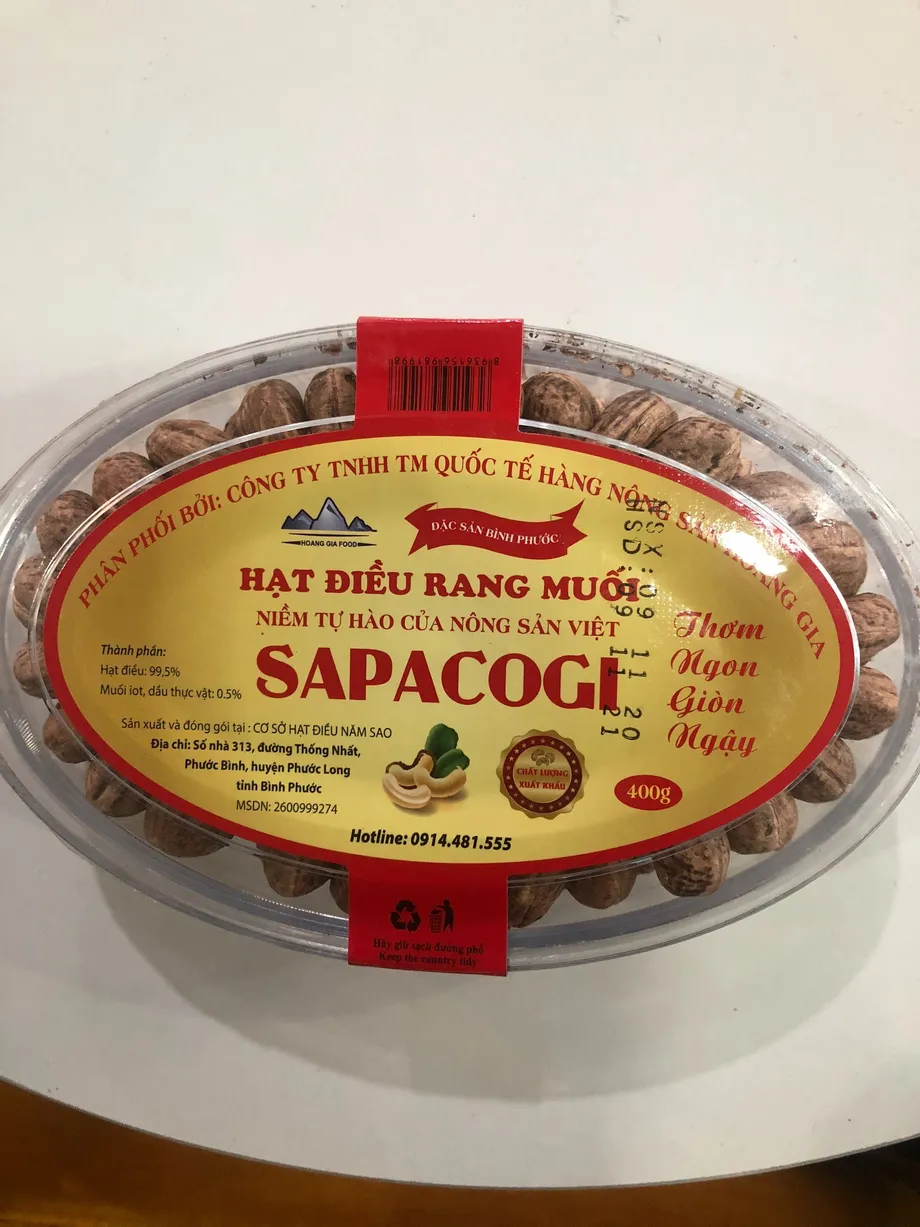 8936156981998
PHÂN PHỐI BỞI: CÔNG TY TNHH TM QUỐC TẾ HÀNG NÔNG SẢN HOÀNG GIA
HOANG GIA FOOD
ĐẶC SẢN BÌNH PHƯỚC
HẠT ĐIỀU RANG MUỐI
NIỀM TỰ HÀO CỦA NÔNG SẢN VIỆT
SAPACOGI
NSX:09 11 20
HSD:09 11 21
Thơm
Ngon
Giòn
Ngậy
Thành phần:
Hạt điều: 99,5%
Muối iot, dầu thực vật: 0.5%
Sản xuất và đóng gói tại : CƠ SỞ HẠT ĐIỀU NĂM SAO
Địa chỉ: Số nhà 313, đường Thống Nhất,
Phước Bình, huyện Phước Long
tỉnh Bình Phước
MSDN: 2600999274
CHẤT LƯỢNG
XUẤT KHẨU
400g
Hotline: 0914.481.555
Hãy giữ sạch đường phố
Keep the country tidy